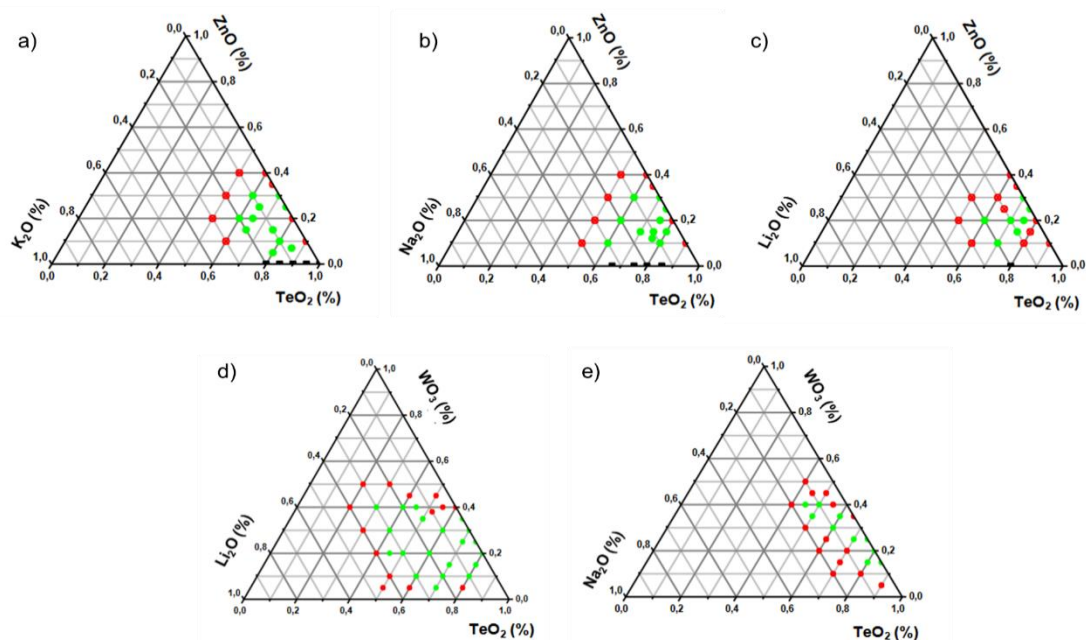 a)
ZnO (%)
0,0 1,0
0,2 0,8
0,4 0,6
0,6 0,4
0,8 0,2
K₂O (%)
1,0 0,0
0,0 0,2 0,4 0,6 0,8 1,0
TeO₂ (%)
b)
ZnO (%)
0,0 1,0
0,2 0,8
0,4 0,6
0,6 0,4
0,8 0,2
Na₂O (%)
1,0 0,0
0,0 0,2 0,4 0,6 0,8 1,0
TeO₂ (%)
c)
ZnO (%)
0,0 1,0
0,2 0,8
0,4 0,6
0,6 0,4
0,8 0,2
Li₂O (%)
1,0 0,0
0,0 0,2 0,4 0,6 0,8 1,0
TeO₂ (%)
d)
WO₃ (%)
0,0 1,0
0,2 0,8
0,4 0,6
0,6 0,4
0,8 0,2
Li₂O (%)
1,0 0,0
0,0 0,2 0,4 0,6 0,8 1,0
TeO₂ (%)
e)
WO₃ (%)
0,0 1,0
0,2 0,8
0,4 0,6
0,6 0,4
0,8 0,2
Na₂O (%)
1,0 0,0
0,0 0,2 0,4 0,6 0,8 1,0
TeO₂ (%)